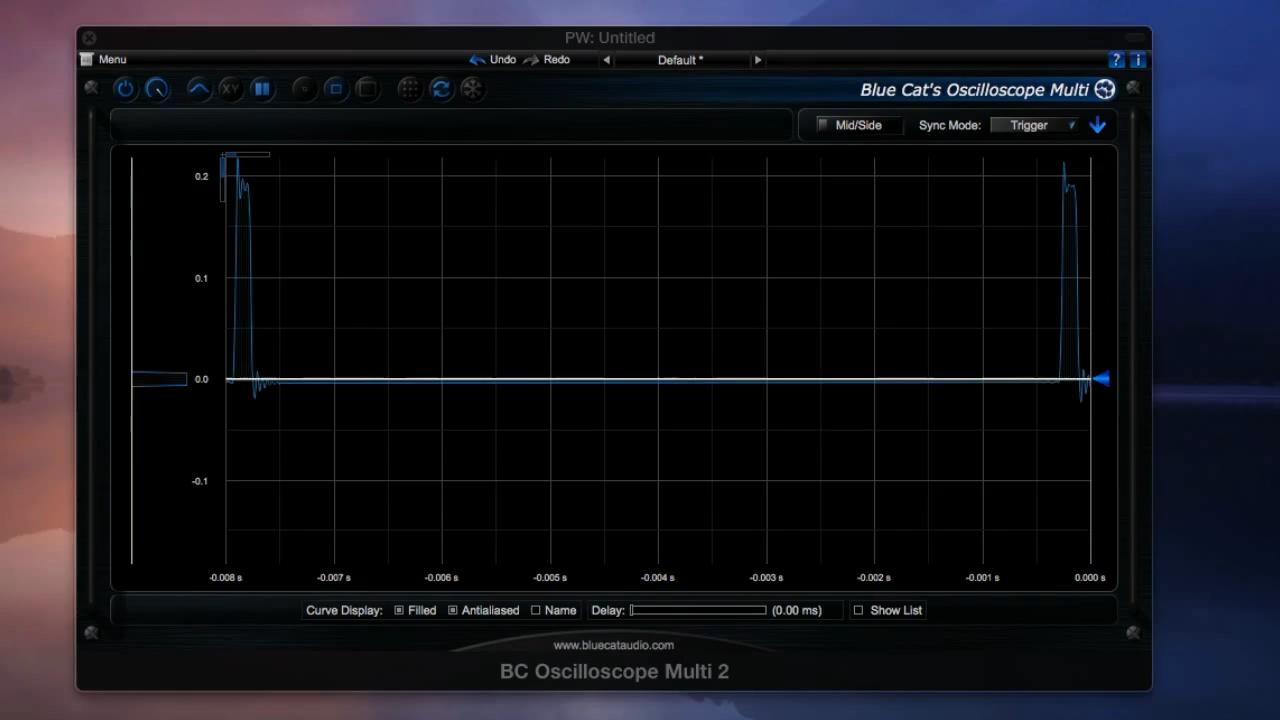 PW: Untitled
Menu Undo Redo Default * ? i
XY Blue Cat's Oscilloscope Multi
Mid/Side Sync Mode: Trigger
0.2
0.1
0.0
-0.1
-0.008 s -0.007 s -0.006 s -0.005 s -0.004 s -0.003 s -0.002 s -0.001 s 0.000 s
Curve Display: Filled Antialiased Name Delay: (0.00 ms) Show List
www.bluecataudio.com
BC Oscilloscope Multi 2